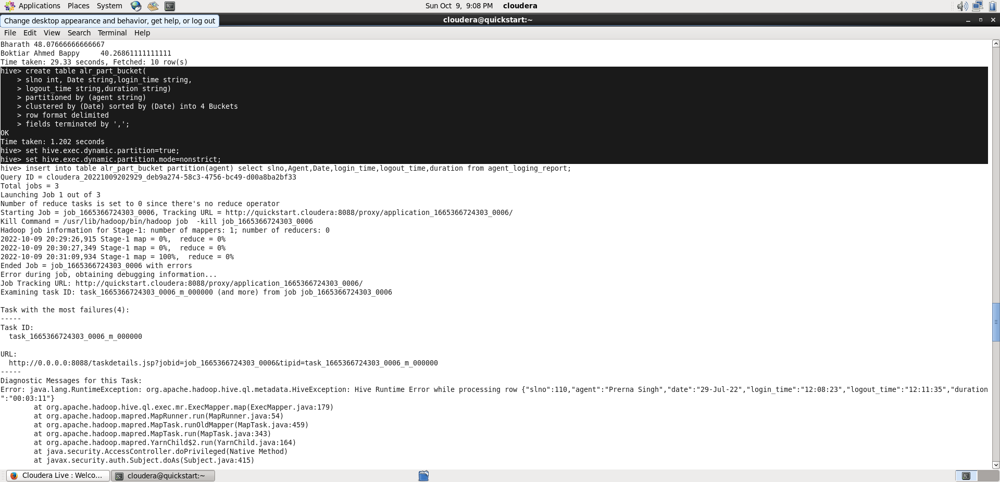 Applications Places System Sun Oct 9, 9:08 PM cloudera
Change desktop appearance and behavior, get help, or log out
cloudera@quickstart:~
File Edit View Search Terminal Help
Bharath 48.07666666666667
Boktiar Ahmed Bappy     40.26861111111111
Time taken: 29.33 seconds, Fetched: 10 row(s)
hive> create table alr_part_bucket(
    > slno int, Date string,login_time string,
    > logout_time string,duration string)
    > partitioned by (agent string)
    > clustered by (Date) sorted by (Date) into 4 Buckets
    > row format delimited
    > fields terminated by ',';
OK
Time taken: 1.202 seconds
hive> set hive.exec.dynamic.partition=true;
hive> set hive.exec.dynamic.partition.mode=nonstrict;
hive> insert into table alr_part_bucket partition(agent) select slno,Agent,Date,login_time,logout_time,duration from agent_loging_report;
Query ID = cloudera_20221009202929_deb9a274-58c3-4756-bc49-d00a8ba2bf33
Total jobs = 3
Launching Job 1 out of 3
Number of reduce tasks is set to 0 since there's no reduce operator
Starting Job = job_1665366724303_0006, Tracking URL = http://quickstart.cloudera:8088/proxy/application_1665366724303_0006/
Kill Command = /usr/lib/hadoop/bin/hadoop job  -kill job_1665366724303_0006
Hadoop job information for Stage-1: number of mappers: 1; number of reducers: 0
2022-10-09 20:29:26,915 Stage-1 map = 0%,  reduce = 0%
2022-10-09 20:30:27,349 Stage-1 map = 0%,  reduce = 0%
2022-10-09 20:31:09,934 Stage-1 map = 100%,  reduce = 0%
Ended Job = job_1665366724303_0006 with errors
Error during job, obtaining debugging information...
Job Tracking URL: http://quickstart.cloudera:8088/proxy/application_1665366724303_0006/
Examining task ID: task_1665366724303_0006_m_000000 (and more) from job job_1665366724303_0006
Task with the most failures(4):
-----
Task ID:
  task_1665366724303_0006_m_000000
URL:
  http://0.0.0.0:8088/taskdetails.jsp?jobid=job_1665366724303_0006&tipid=task_1665366724303_0006_m_000000
-----
Diagnostic Messages for this Task:
Error: java.lang.RuntimeException: org.apache.hadoop.hive.ql.metadata.HiveException: Hive Runtime Error while processing row {"slno":110,"agent":"Prerna Singh","date":"29-Jul-22","login_time":"12:08:23","logout_time":"12:11:35","duration
":"00:03:11"}
        at org.apache.hadoop.hive.ql.exec.mr.ExecMapper.map(ExecMapper.java:179)
        at org.apache.hadoop.mapred.MapRunner.run(MapRunner.java:54)
        at org.apache.hadoop.mapred.MapTask.runOldMapper(MapTask.java:459)
        at org.apache.hadoop.mapred.MapTask.run(MapTask.java:343)
        at org.apache.hadoop.mapred.YarnChild$2.run(YarnChild.java:164)
        at java.security.AccessController.doPrivileged(Native Method)
        at javax.security.auth.Subject.doAs(Subject.java:415)
Cloudera Live : Welco... cloudera@quickstart:~